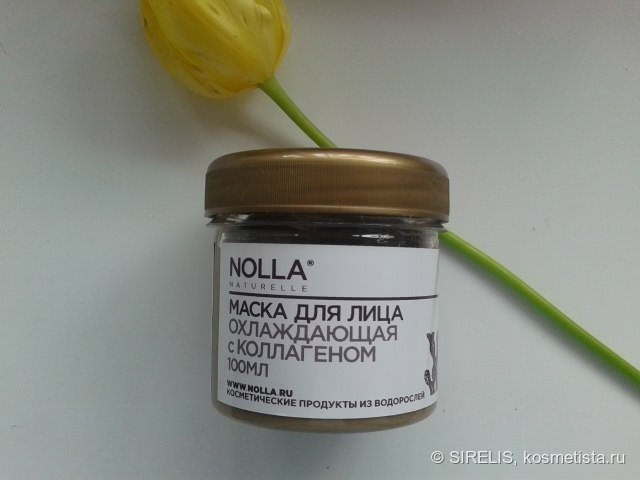 NOLLA®
NATURELLE
МАСКА ДЛЯ ЛИЦА
ОХЛАЖДАЮЩАЯ
с КОЛЛАГЕНОМ
100МЛ
WWW.NOLLA.RU
КОСМЕТИЧЕСКИЕ ПРОДУКТЫ ИЗ ВОДОРОСЛЕЙ
© SIRELIS, kosmetista.ru